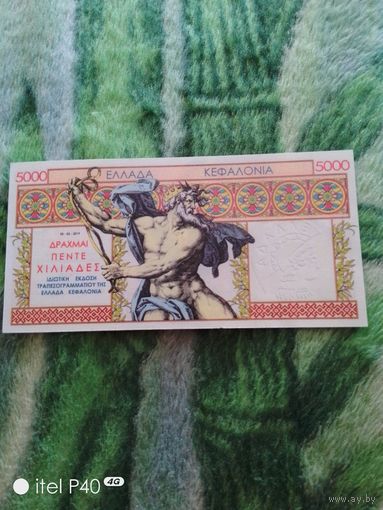 5000 ΕΛΛΑΔΑ ΚΕΦΑΛΟΝΙΑ 5000
ΔΡΑΧΜΑΙ
ΠΕΝΤΕ
ΧΙΛΙΑΔΕΣ
ΙΔΙΩΤΙΚΗ ΕΚΔΟΣΗ
ΤΡΑΠΕΖΟΓΡΑΜΜΑΤΙΟΥ ΤΗΣ
ΕΛΛΑΔΑ ΚΕΦΑΛΟΝΙΑ
itel P40 4G
www.ay.by